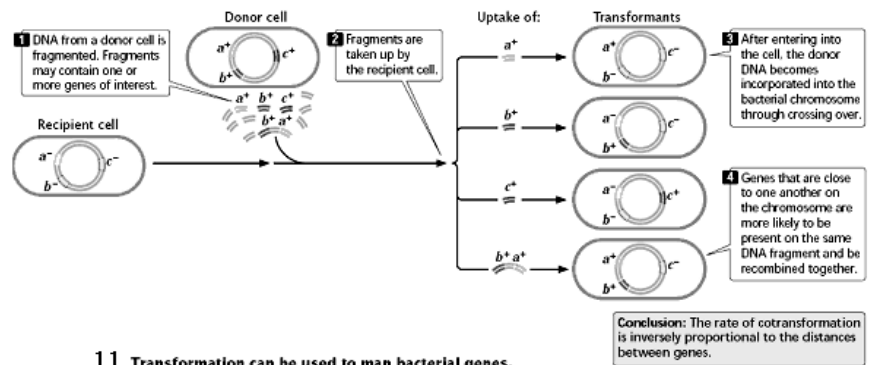 Donor cell
Uptake of:
Transformants
1 DNA from a donor cell is
fragmented. Fragments
may contain one or
more genes of interest.
a⁺
c⁺
b⁺
2 Fragments are
taken up by
the recipient cell.
a⁺ b⁺ c⁺
b⁺ a⁺
Recipient cell
a⁻
c⁻
b⁻
a⁺
a⁺
c⁻
b⁻
3 After entering into
the cell, the donor
DNA becomes
incorporated into the
bacterial chromosome
through crossing over.
b⁺
a⁻
c⁻
b⁺
c⁺
a⁻
c⁺
b⁻
4 Genes that are close
to one another on
the chromosome are
more likely to be
present on the same
DNA fragment and be
recombined together.
b⁺ a⁺
a⁺
c⁻
b⁺
Conclusion: The rate of cotransformation
is inversely proportional to the distances
between genes.
11 Transformation can be used to map bacterial genes.